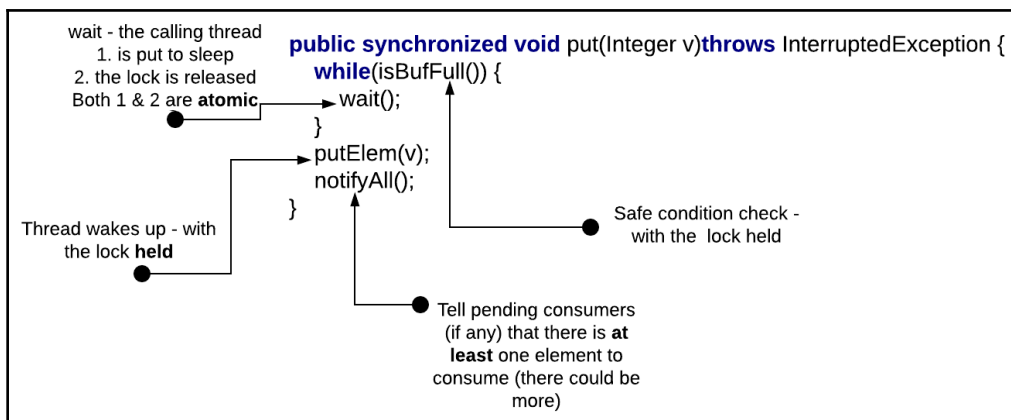 wait - the calling thread
1. is put to sleep
2. the lock is released
Both 1 & 2 are atomic
public synchronized void put(Integer v)throws InterruptedException {
while(isBufFull()) {
wait();
}
putElem(v);
notifyAll();
}
Thread wakes up - with
the lock held
Safe condition check -
with the lock held
Tell pending consumers
(if any) that there is at
least one element to
consume (there could be
more)